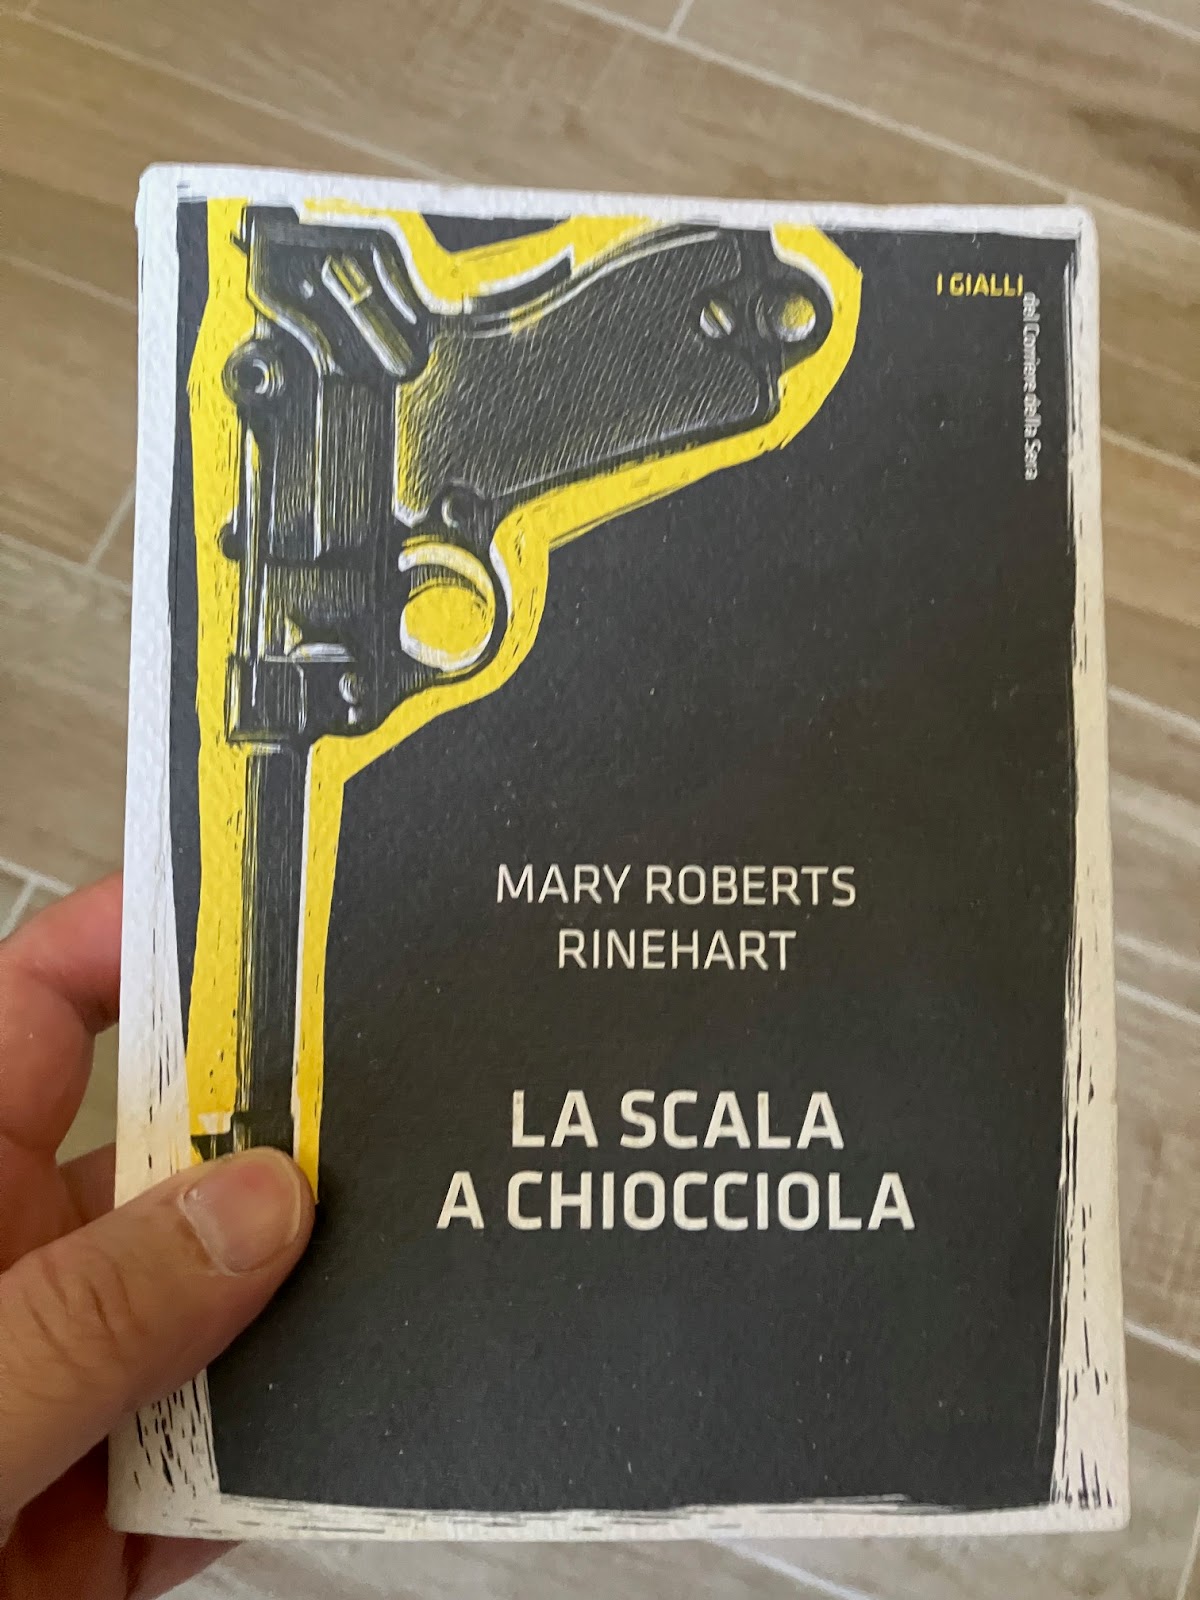 I GIALLI
del Corriere della Sera
MARY ROBERTS
RINEHART
LA SCALA
A CHIOCCIOLA